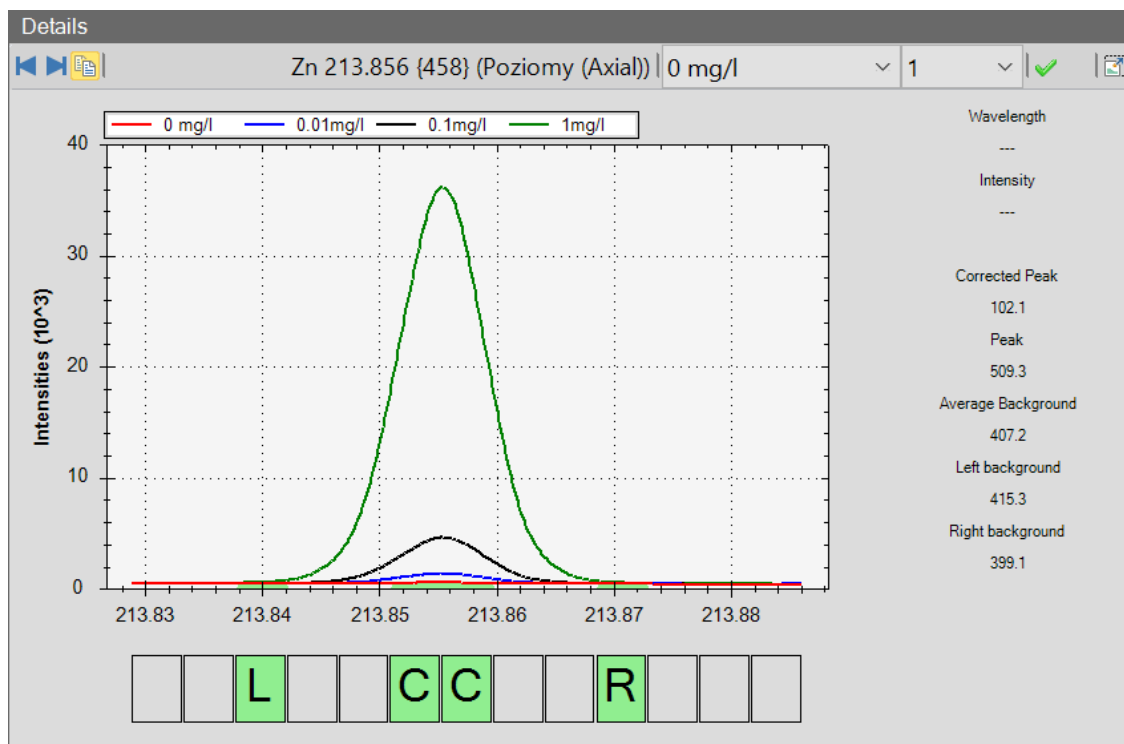 Details
Zn 213.856 {458} (Poziomy (Axial)) 0 mg/l 1
0 mg/l 0.01mg/l 0.1mg/l 1mg/l
Wavelength
---
Intensity
---
Corrected Peak
102.1
Peak
509.3
Average Background
407.2
Left background
415.3
Right background
399.1
Intensities (10^3)
40
30
20
10
0
213.83 213.84 213.85 213.86 213.87 213.88
L C C R